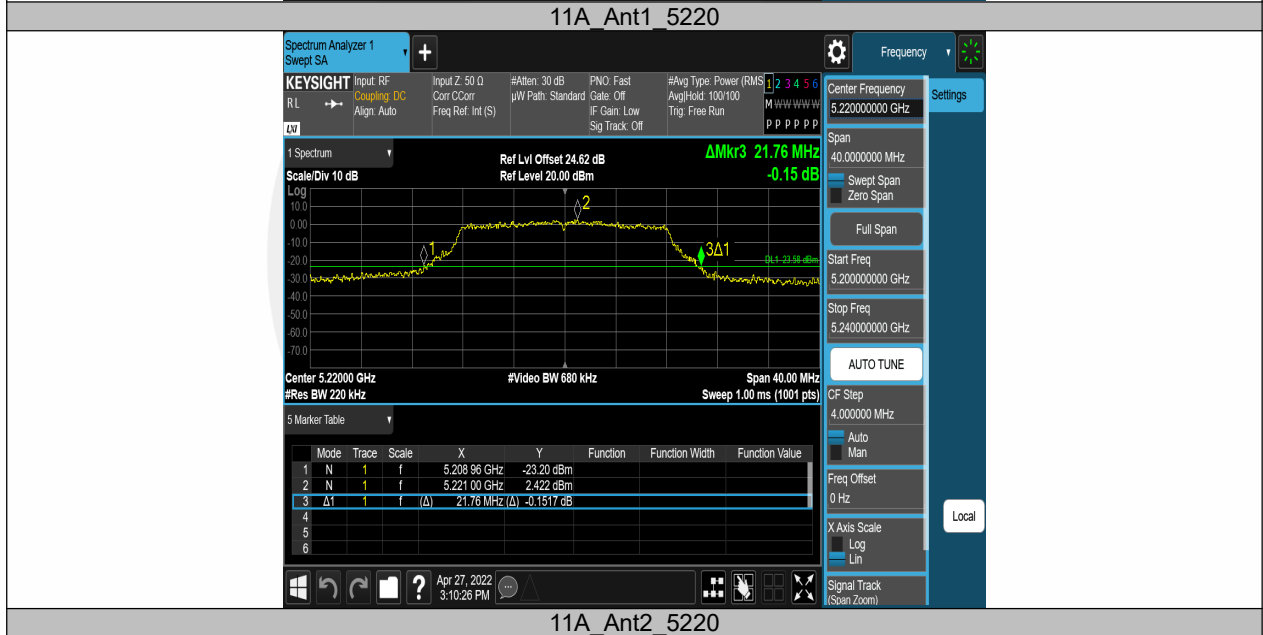 11A_Ant1_5220
Spectrum Analyzer 1
Swept SA
+
Frequency
KEYSIGHT
RL
LXI
Input: RF
Coupling: DC
Align: Auto
Input Z: 50 Ω
Corr CCorr
Freq Ref: Int (S)
#Atten: 30 dB
µW Path: Standard
PNO: Fast
Gate: Off
IF Gain: Low
Sig Track: Off
#Avg Type: Power (RMS
Avg|Hold: 100/100
Trig: Free Run
1 2 3 4 5 6
M W W W W W
P P P P P P
1 Spectrum
Scale/Div 10 dB
Ref Lvl Offset 24.62 dB
Ref Level 20.00 dBm
ΔMkr3 21.76 MHz
-0.15 dB
Log
10.0
0.00
-10.0
-20.0
-30.0
-40.0
-50.0
-60.0
-70.0
1
2
3Δ1
DL1 -23.58 dBm
Center 5.22000 GHz
#Video BW 680 kHz
Span 40.00 MHz
#Res BW 220 kHz
Sweep 1.00 ms (1001 pts)
5 Marker Table
Mode Trace Scale X Y Function Function Width Function Value
1 N 1 f 5.208 96 GHz -23.20 dBm
2 N 1 f 5.221 00 GHz 2.422 dBm
3 Δ1 1 f (Δ) 21.76 MHz (Δ) -0.1517 dB
4
5
6
?
Apr 27, 2022
3:10:26 PM
Center Frequency
5.220000000 GHz
Settings
Span
40.0000000 MHz
Swept Span
Zero Span
Full Span
Start Freq
5.200000000 GHz
Stop Freq
5.240000000 GHz
AUTO TUNE
CF Step
4.000000 MHz
Auto
Man
Freq Offset
0 Hz
X Axis Scale
Log
Lin
Local
Signal Track
(Span Zoom)
11A_Ant2_5220